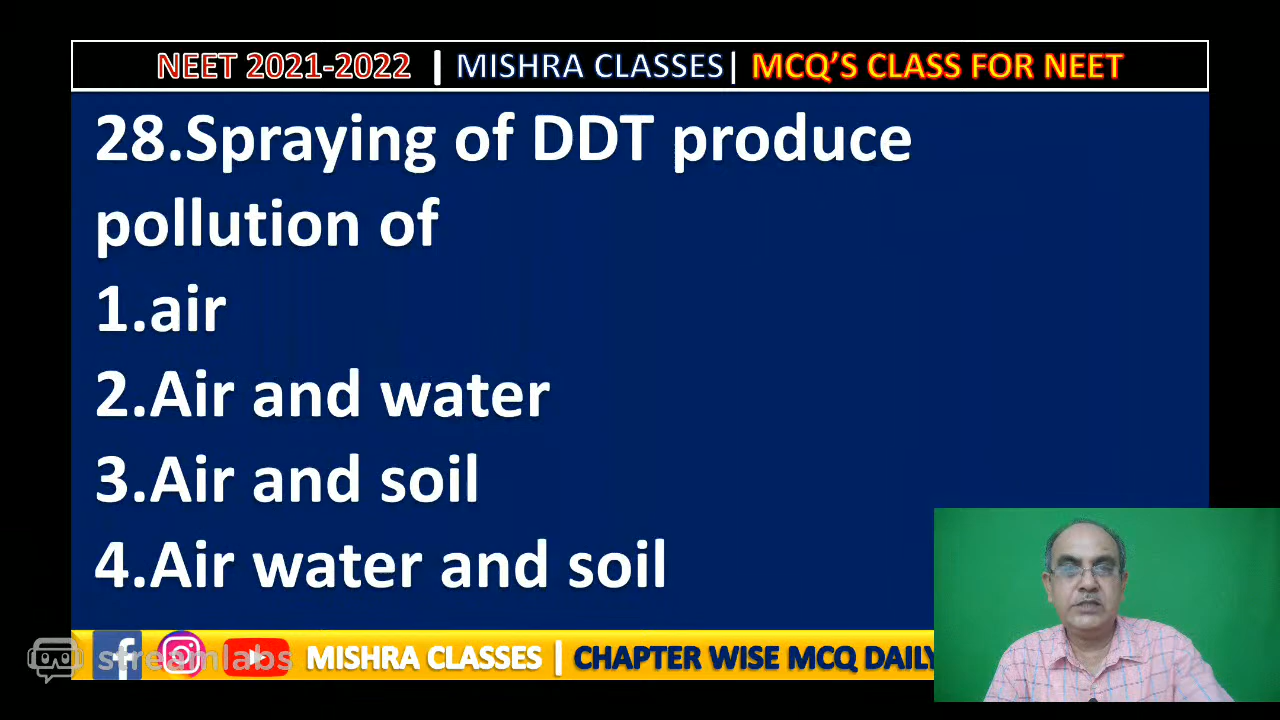 NEET 2021-2022 | MISHRA CLASSES| MCQ'S CLASS FOR NEET
28.Spraying of DDT produce
pollution of
1.air
2.Air and water
3.Air and soil
4.Air water and soil
streamlabs
MISHRA CLASSES | CHAPTER WISE MCQ DAILY